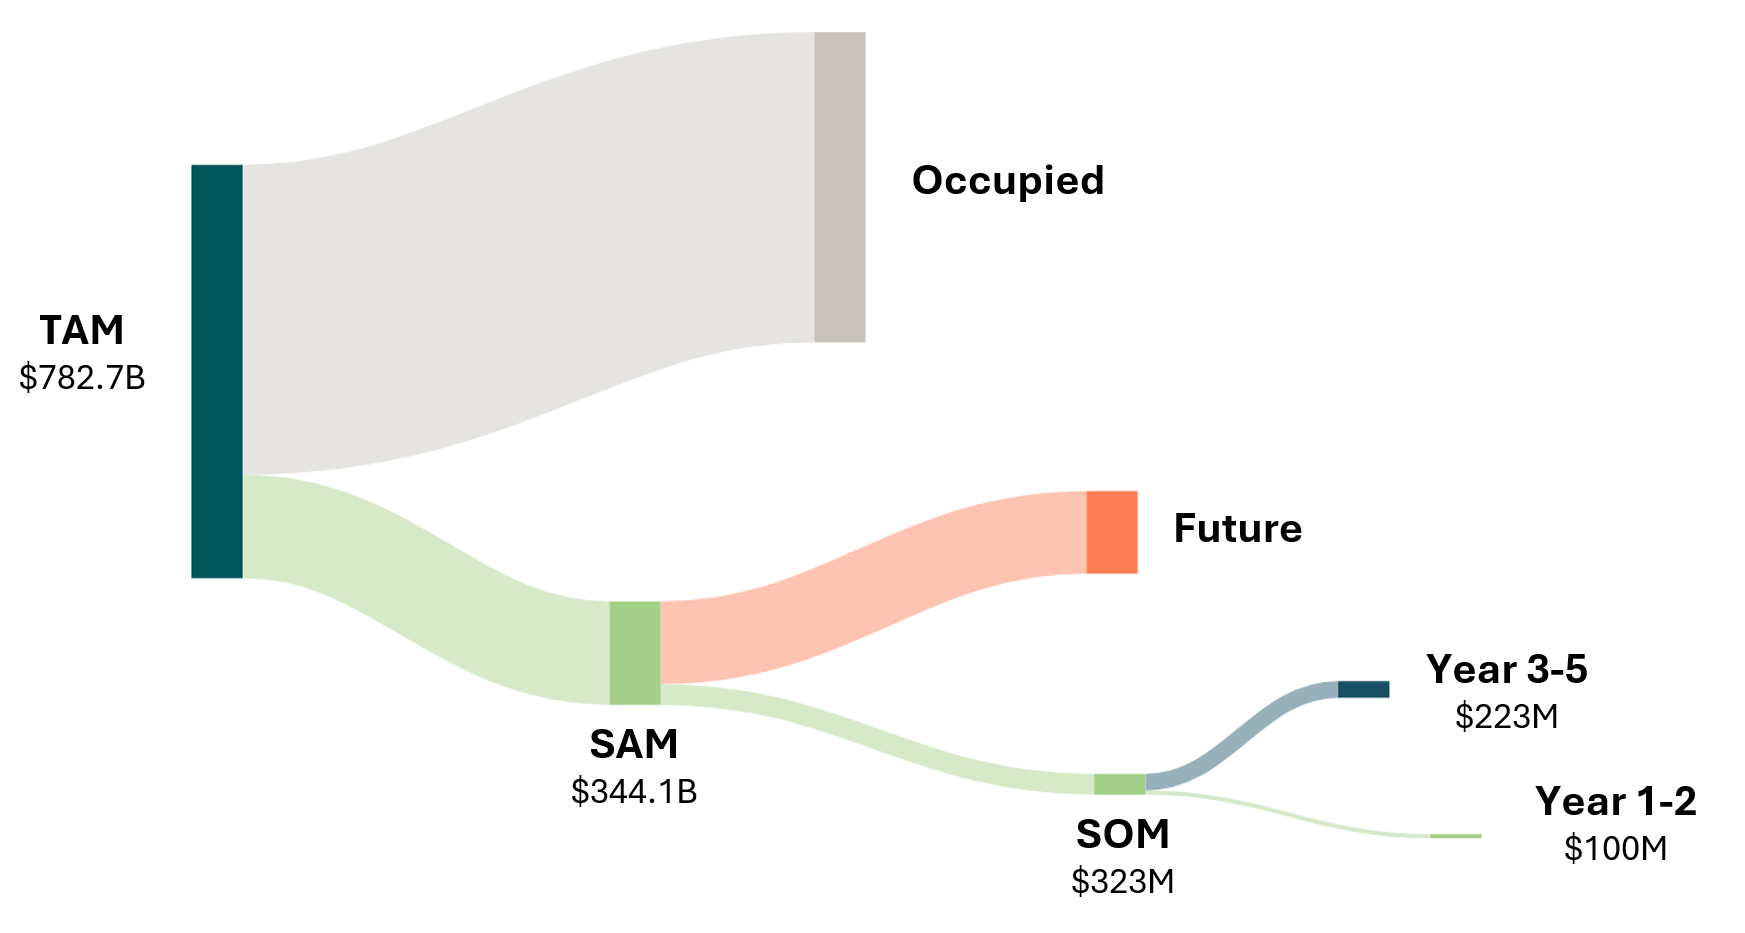 Occupied
TAM
$782.7B
Future
Year 3-5
$223M
SAM
$344.1B
Year 1-2
$100M
SOM
$323M